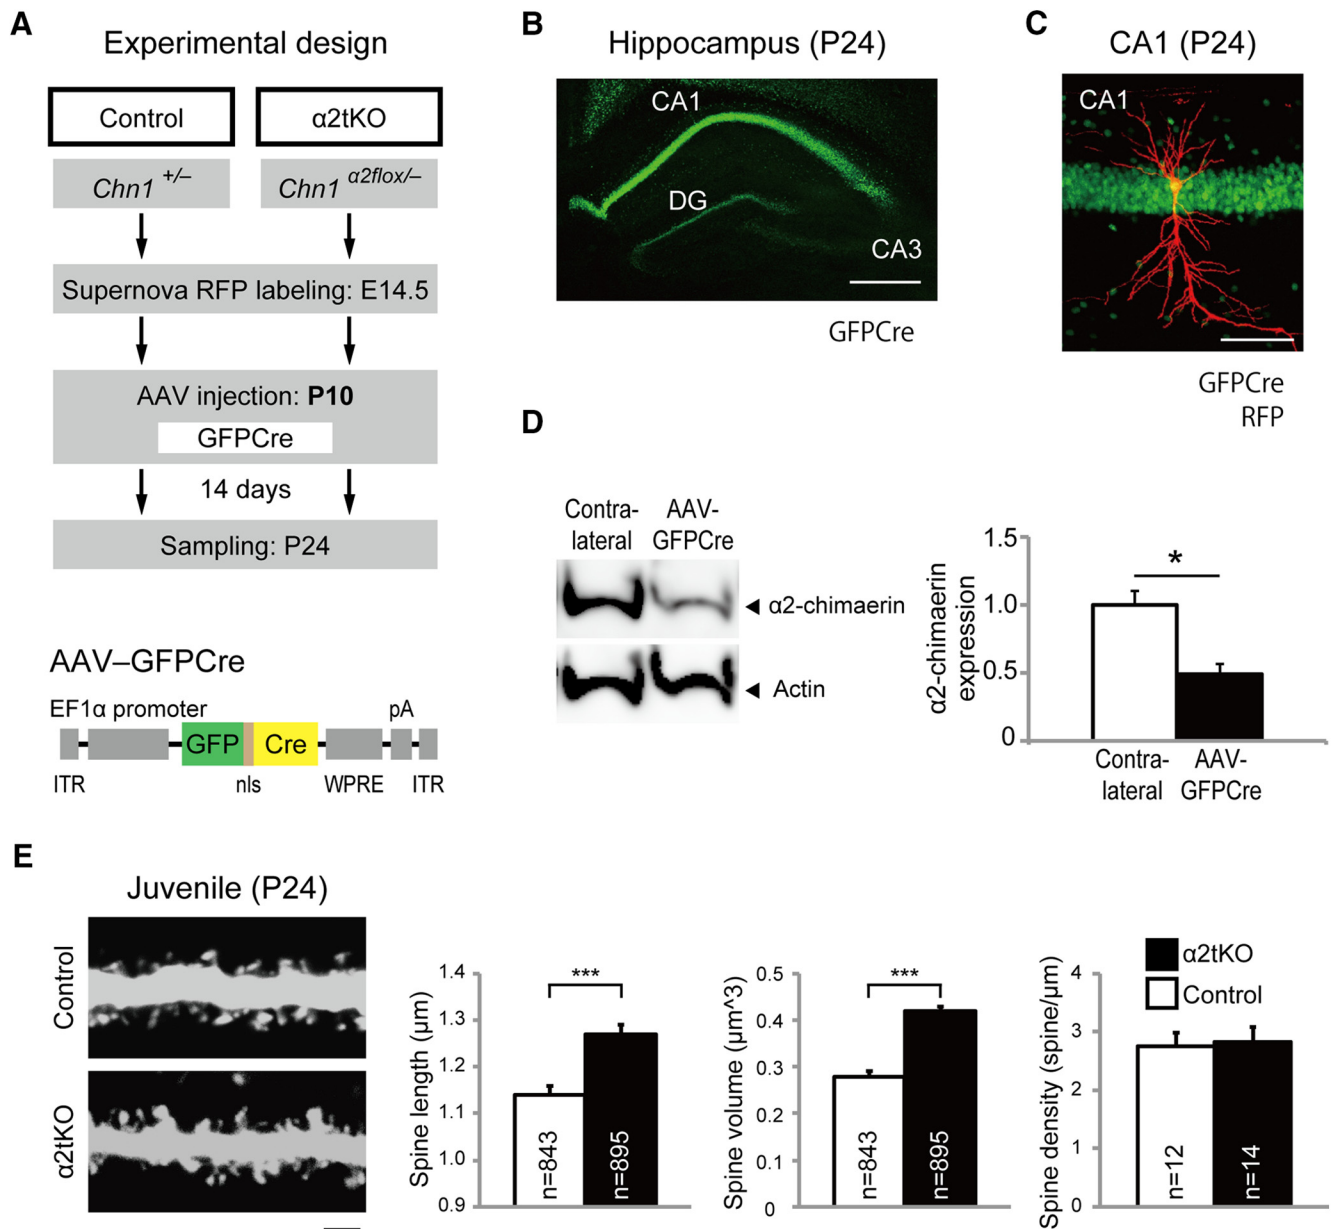 A
Experimental design
Control
α2tKO
Chn1 +/–
Chn1 α2flox/–
Supernova RFP labeling: E14.5
AAV injection: P10
GFPCre
14 days
Sampling: P24
AAV–GFPCre
EF1α promoter
pA
GFP
Cre
ITR
nls
WPRE
ITR
B
Hippocampus (P24)
CA1
DG
CA3
GFPCre
C
CA1 (P24)
CA1
GFPCre
RFP
D
Contra-
lateral
AAV-
GFPCre
α2-chimaerin
Actin
α2-chimaerin
expression
1.5
1.0
0.5
0
*
Contra-
lateral
AAV-
GFPCre
E
Juvenile (P24)
Control
α2tKO
Spine length (μm)
1.4
1.3
1.2
1.1
1.0
0.9
***
n=843
n=895
Spine volume (μm^3)
0.5
0.4
0.3
0.2
0.1
0
***
n=843
n=895
Spine density (spine/μm)
4
3
2
1
0
α2tKO
Control
n=12
n=14